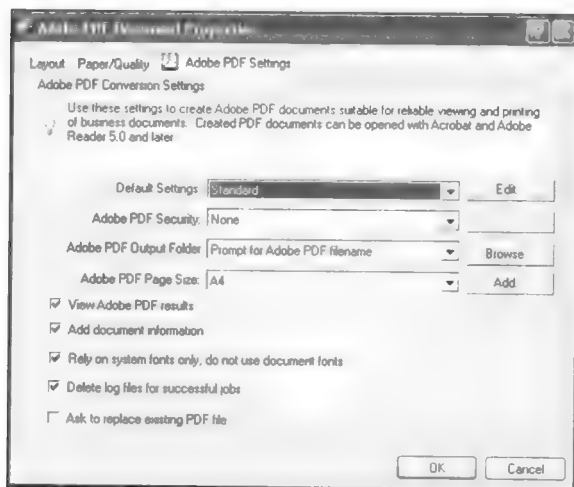 Adobe PDF Document Properties
Layout Paper/Quality Adobe PDF Settings
Adobe PDF Conversion Settings
Use these settings to create Adobe PDF documents suitable for reliable viewing and printing
of business documents. Created PDF documents can be opened with Acrobat and Adobe
Reader 5.0 and later
Default Settings Standard Edit
Adobe PDF Security: None
Adobe PDF Output Folder Prompt for Adobe PDF filename Browse
Adobe PDF Page Size: A4 Add
View Adobe PDF results
Add document information
Rely on system fonts only, do not use document fonts
Delete log files for successful jobs
Ask to replace existing PDF file
OK Cancel